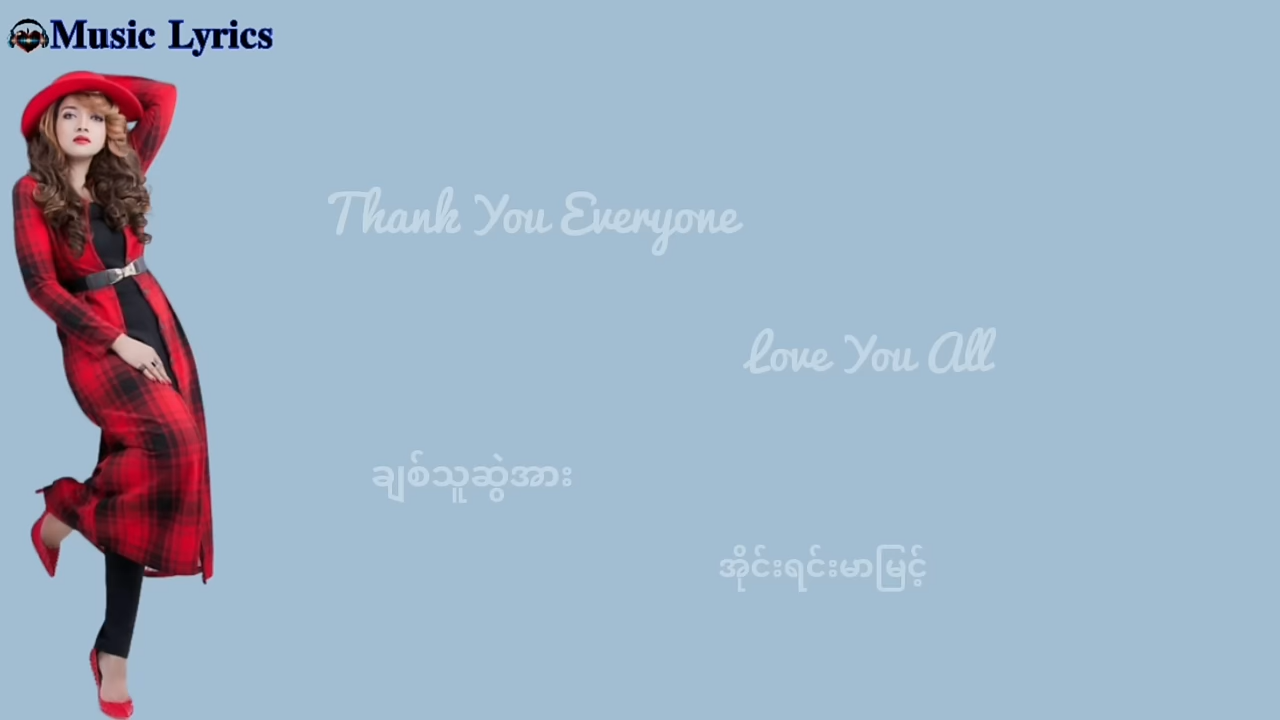 Music Lyrics
Thank You Everyone
Love You All
ချစ်သူဆွဲအား
အိုင်းရင်းမာမြင့်